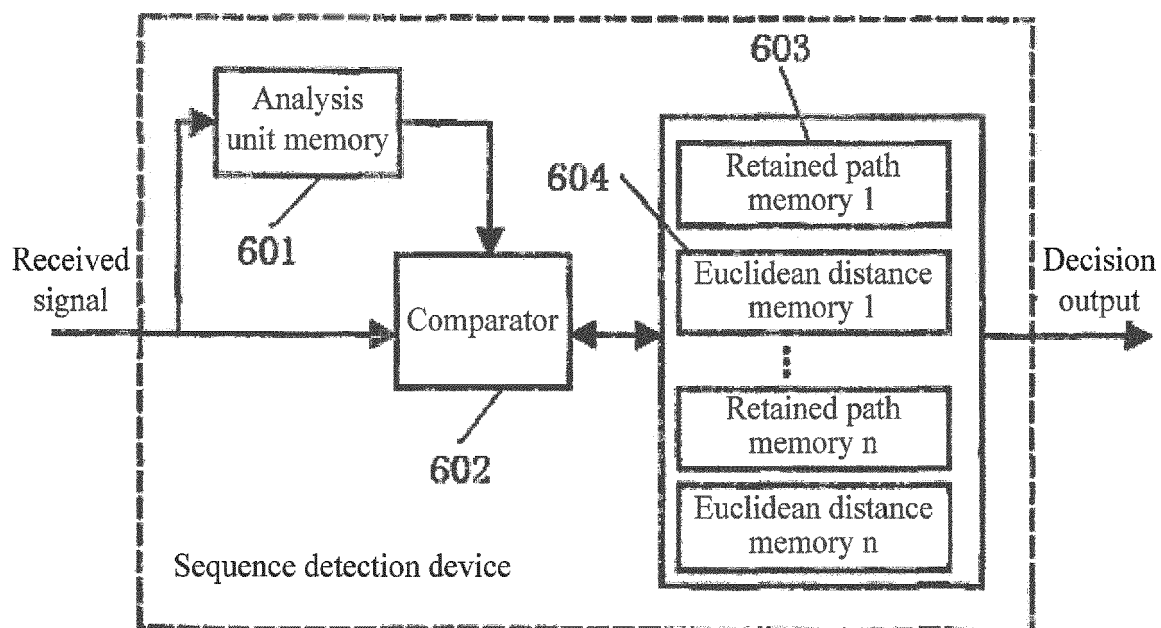 603
Analysis
unit memory
Retained path
memory 1
604
601
Received
signal
Euclidean distance
memory 1
Decision
output
Comparator
Retained path
memory n
602
Euclidean distance
memory n
Sequence detection device